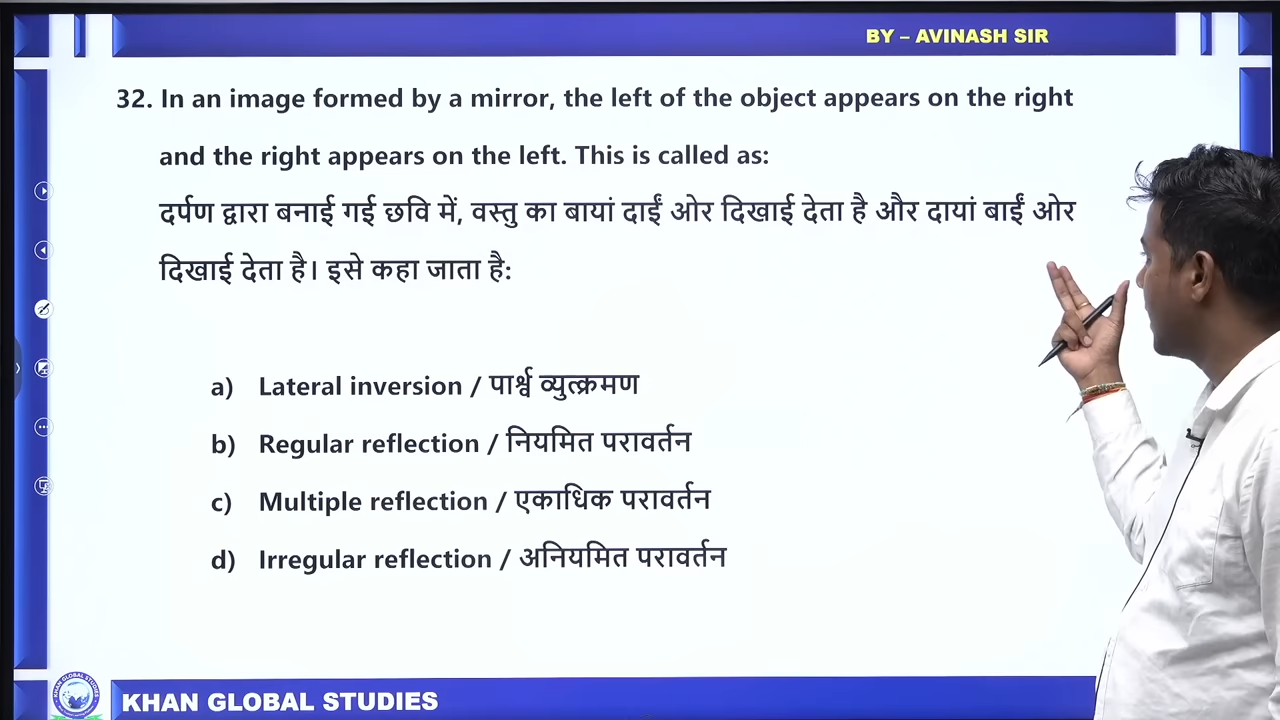 BY – AVINASH SIR
32. In an image formed by a mirror, the left of the object appears on the right
and the right appears on the left. This is called as:
दर्पण द्वारा बनाई गई छवि में, वस्तु का बायां दाईं ओर दिखाई देता है और दायां बाईं ओर
दिखाई देता है। इसे कहा जाता है:
a) Lateral inversion / पार्श्व व्युत्क्रमण
b) Regular reflection / नियमित परावर्तन
c) Multiple reflection / एकाधिक परावर्तन
d) Irregular reflection / अनियमित परावर्तन
KHAN GLOBAL STUDIES